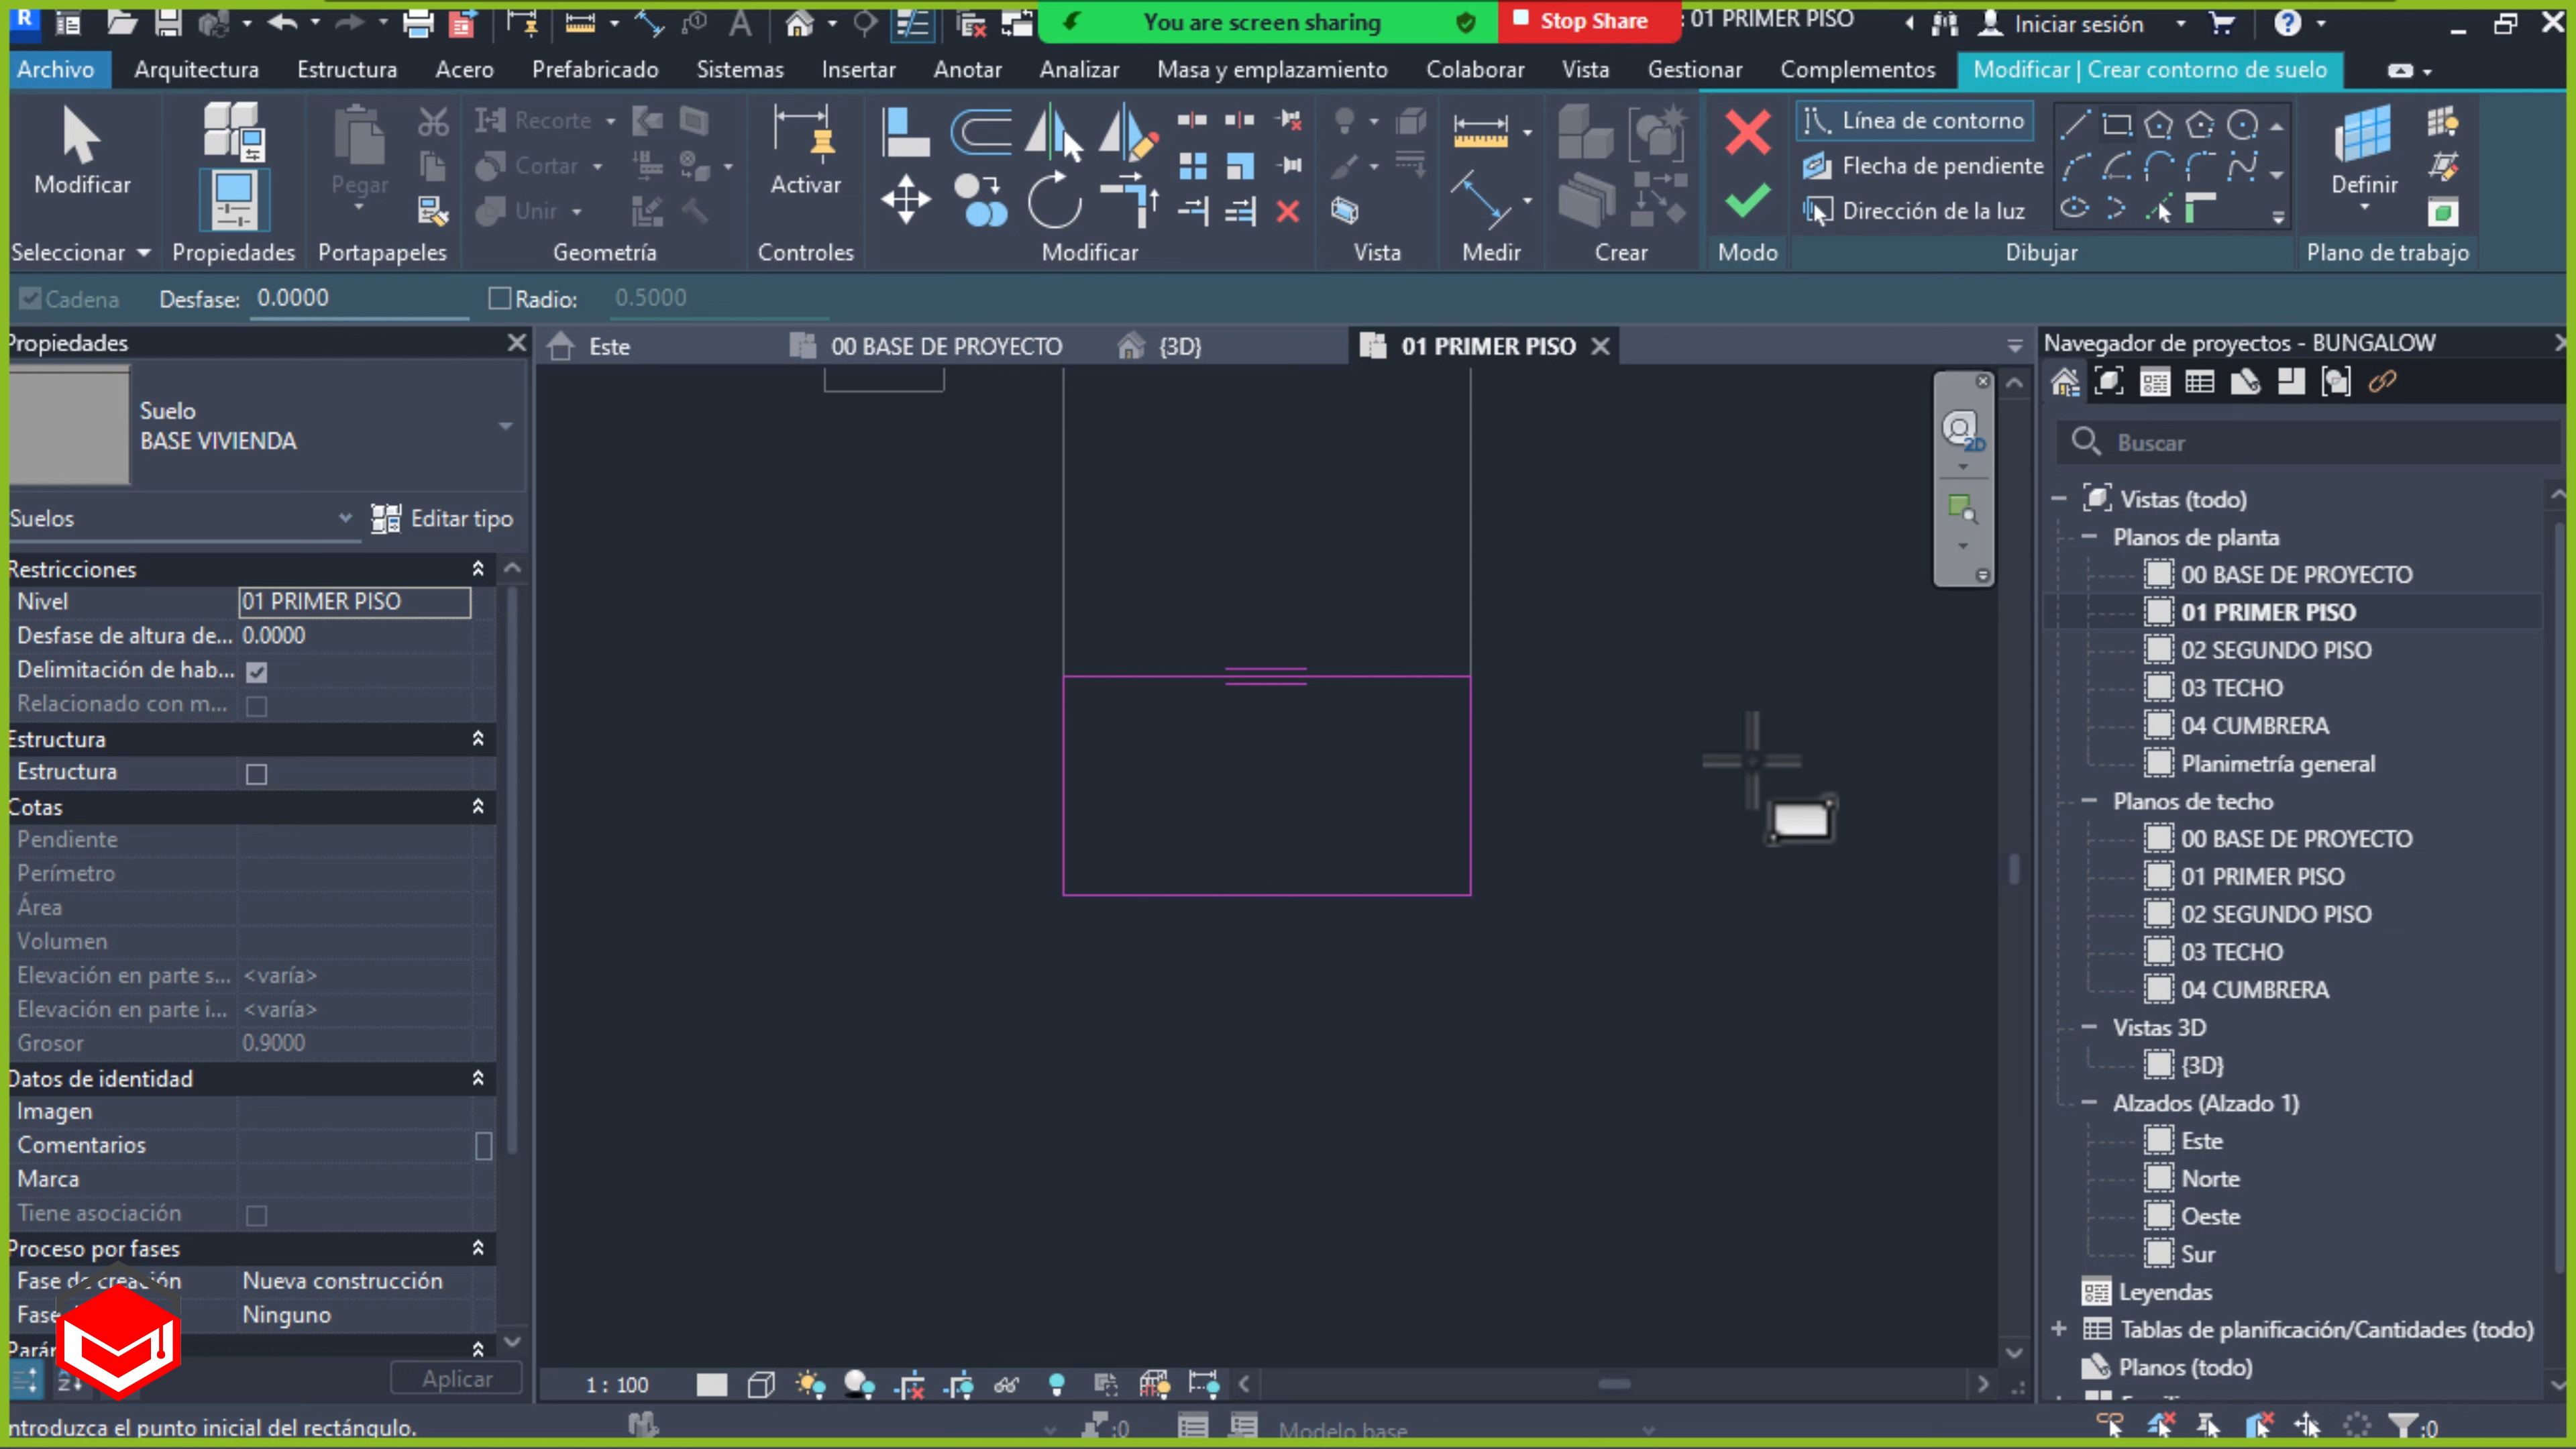 You are screen sharing
Stop Share
: 01 PRIMER PISO
Iniciar sesión
Archivo
Arquitectura
Estructura
Acero
Prefabricado
Sistemas
Insertar
Anotar
Analizar
Masa y emplazamiento
Colaborar
Vista
Gestionar
Complementos
Modificar | Crear contorno de suelo
Modificar
Pegar
Recorte
Cortar
Unir
Activar
Línea de contorno
Flecha de pendiente
Dirección de la luz
Definir
Seleccionar
Propiedades
Portapapeles
Geometría
Controles
Modificar
Vista
Medir
Crear
Modo
Dibujar
Plano de trabajo
Cadena
Desfase: 0.0000
Radio: 0.5000
Propiedades
Suelo
BASE VIVIENDA
Suelos
Editar tipo
Restricciones
Nivel 01 PRIMER PISO
Desfase de altura de... 0.0000
Delimitación de hab...
Relacionado con m...
Estructura
Estructura
Cotas
Pendiente
Perímetro
Área
Volumen
Elevación en parte s... <varía>
Elevación en parte i... <varía>
Grosor 0.9000
Datos de identidad
Imagen
Comentarios
Marca
Tiene asociación
Proceso por fases
Fase de creación Nueva construcción
Fase Ninguno
Aplicar
ntroduzca el punto inicial del rectángulo.
Este
00 BASE DE PROYECTO
{3D}
01 PRIMER PISO
2D
1 : 100
:0
Modelo base
:0
Navegador de proyectos - BUNGALOW
Buscar
Vistas (todo)
Planos de planta
00 BASE DE PROYECTO
01 PRIMER PISO
02 SEGUNDO PISO
03 TECHO
04 CUMBRERA
Planimetría general
Planos de techo
00 BASE DE PROYECTO
01 PRIMER PISO
02 SEGUNDO PISO
03 TECHO
04 CUMBRERA
Vistas 3D
{3D}
Alzados (Alzado 1)
Este
Norte
Oeste
Sur
Leyendas
Tablas de planificación/Cantidades (todo)
Planos (todo)